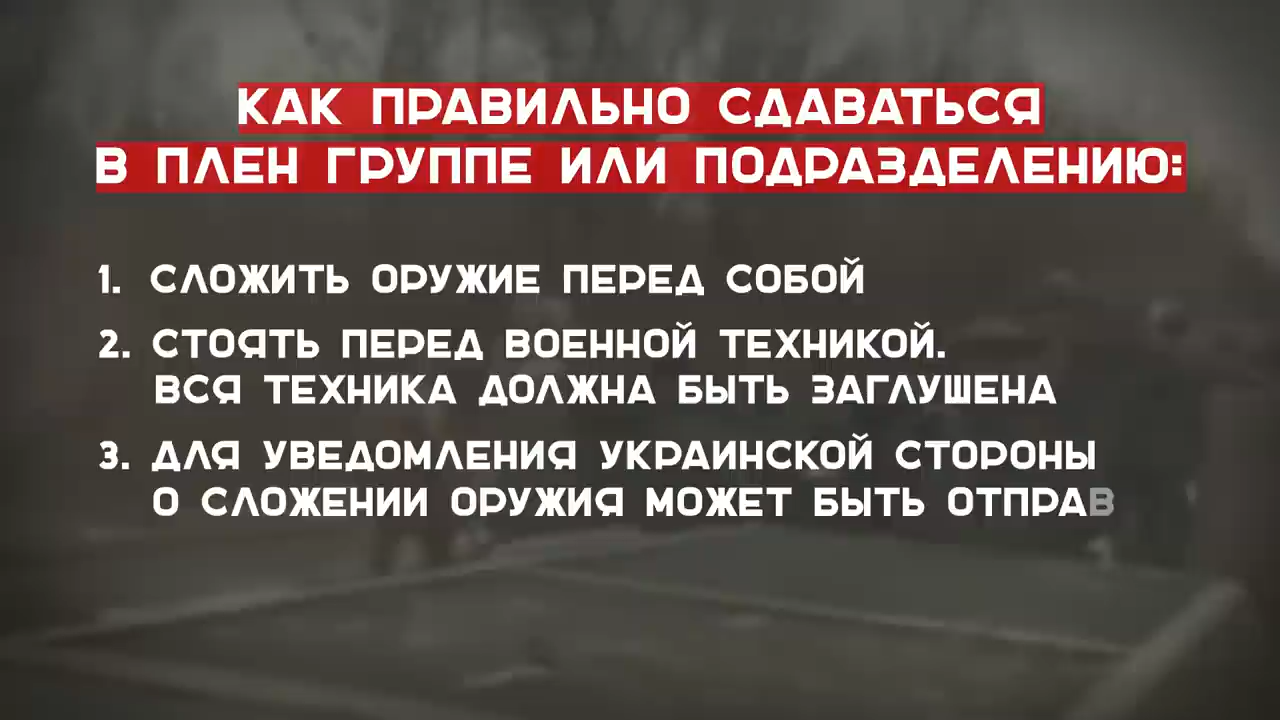 КАК ПРАВИЛЬНО СДАВАТЬСЯ
В ПЛЕН ГРУППЕ ИЛИ ПОДРАЗДЕЛЕНИЮ:
1. СЛОЖИТЬ ОРУЖИЕ ПЕРЕД СОБОЙ
2. СТОЯТЬ ПЕРЕД ВОЕННОЙ ТЕХНИКОЙ.
ВСЯ ТЕХНИКА ДОЛЖНА БЫТЬ ЗАГЛУШЕНА
3. ДЛЯ УВЕДОМЛЕНИЯ УКРАИНСКОЙ СТОРОНЫ
О СЛОЖЕНИИ ОРУЖИЯ МОЖЕТ БЫТЬ ОТПРАВ